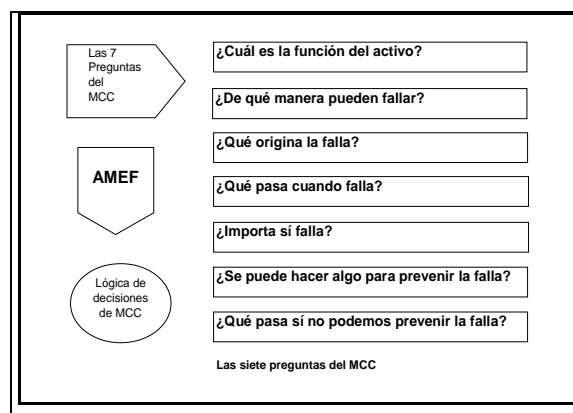 Las 7
Preguntas
del
MCC
¿Cuál es la función del activo?
¿De qué manera pueden fallar?
¿Qué origina la falla?
AMEF
¿Qué pasa cuando falla?
¿Importa sí falla?
Lógica de
decisiones
de MCC
¿Se puede hacer algo para prevenir la falla?
¿Qué pasa sí no podemos prevenir la falla?
Las siete preguntas del MCC